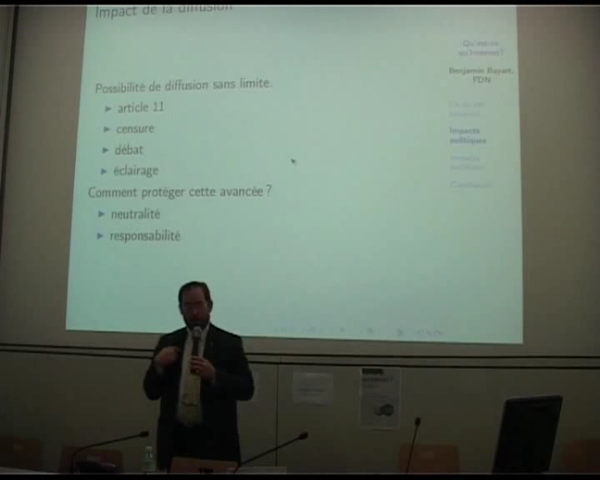 Impact de la diffusion
Possibilité de diffusion sans limite.
▶ article 11
▶ censure
▶ débat
▶ éclairage
Comment protéger cette avancée ?
▶ neutralité
▶ responsabilité
Qu'est-ce
qu'Internet?
Benjamin Bayart,
FDN
Impacts
politiques